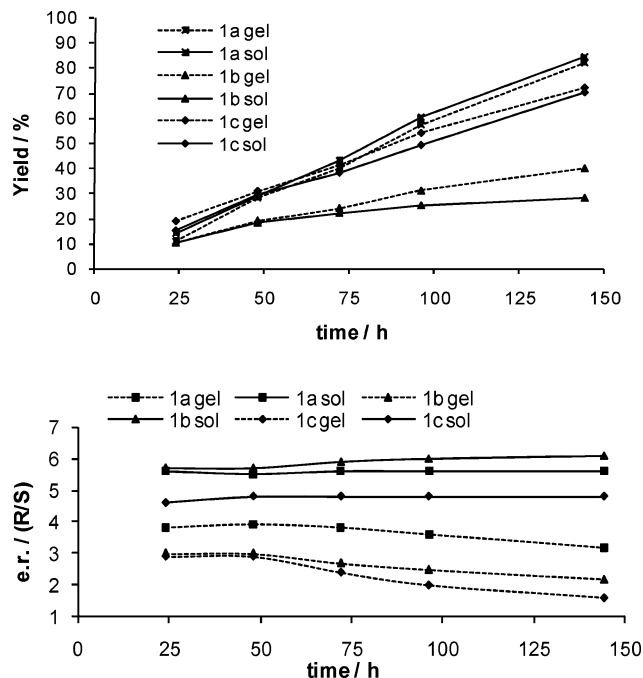 100
90
80
70
60
50
40
30
20
10
0
Yield / %
1a gel
1a sol
1b gel
1b sol
1c gel
1c sol
0 25 50 75 100 125 150
time / h
1a gel 1a sol 1b gel
1b sol 1c gel 1c sol
7
6
5
4
3
2
1
e.r. / (R/S)
0 25 50 75 100 125 150
time / h